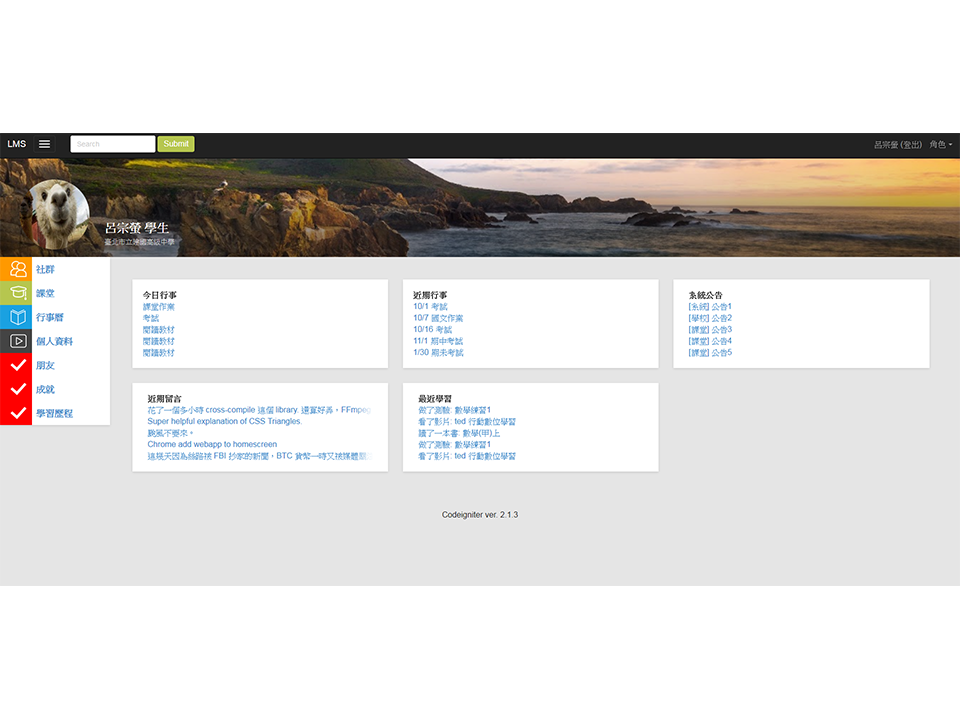 LMS
Search
Submit
呂宗螢 (登出)
角色
呂宗螢 學生
臺北市立建國高級中學
社群
課堂
行事曆
個人資料
朋友
成就
學習歷程
今日行事
課堂作業
考試
閱讀教材
閱讀教材
閱讀教材
近期行事
10/1 考試
10/7 國文作業
10/16 考試
11/1 期中考試
1/30 期末考試
系統公告
[系統] 公告1
[學校] 公告2
[課堂] 公告3
[課堂] 公告4
[課堂] 公告5
近期留言
花了一個多小時 cross-compile 這個 library. 還算好弄，FFmpeg
Super helpful explanation of CSS Triangles.
颱風不要來。
Chrome add webapp to homescreen
這幾天因為絲路被 FBI 抄家的新聞，BTC 貨幣一時又被媒體
最近學習
做了測驗: 數學練習1
看了影片: ted 行動數位學習
讀了一本書: 數學(甲)上
做了測驗: 數學練習1
看了影片: ted 行動數位學習
Codeigniter ver. 2.1.3